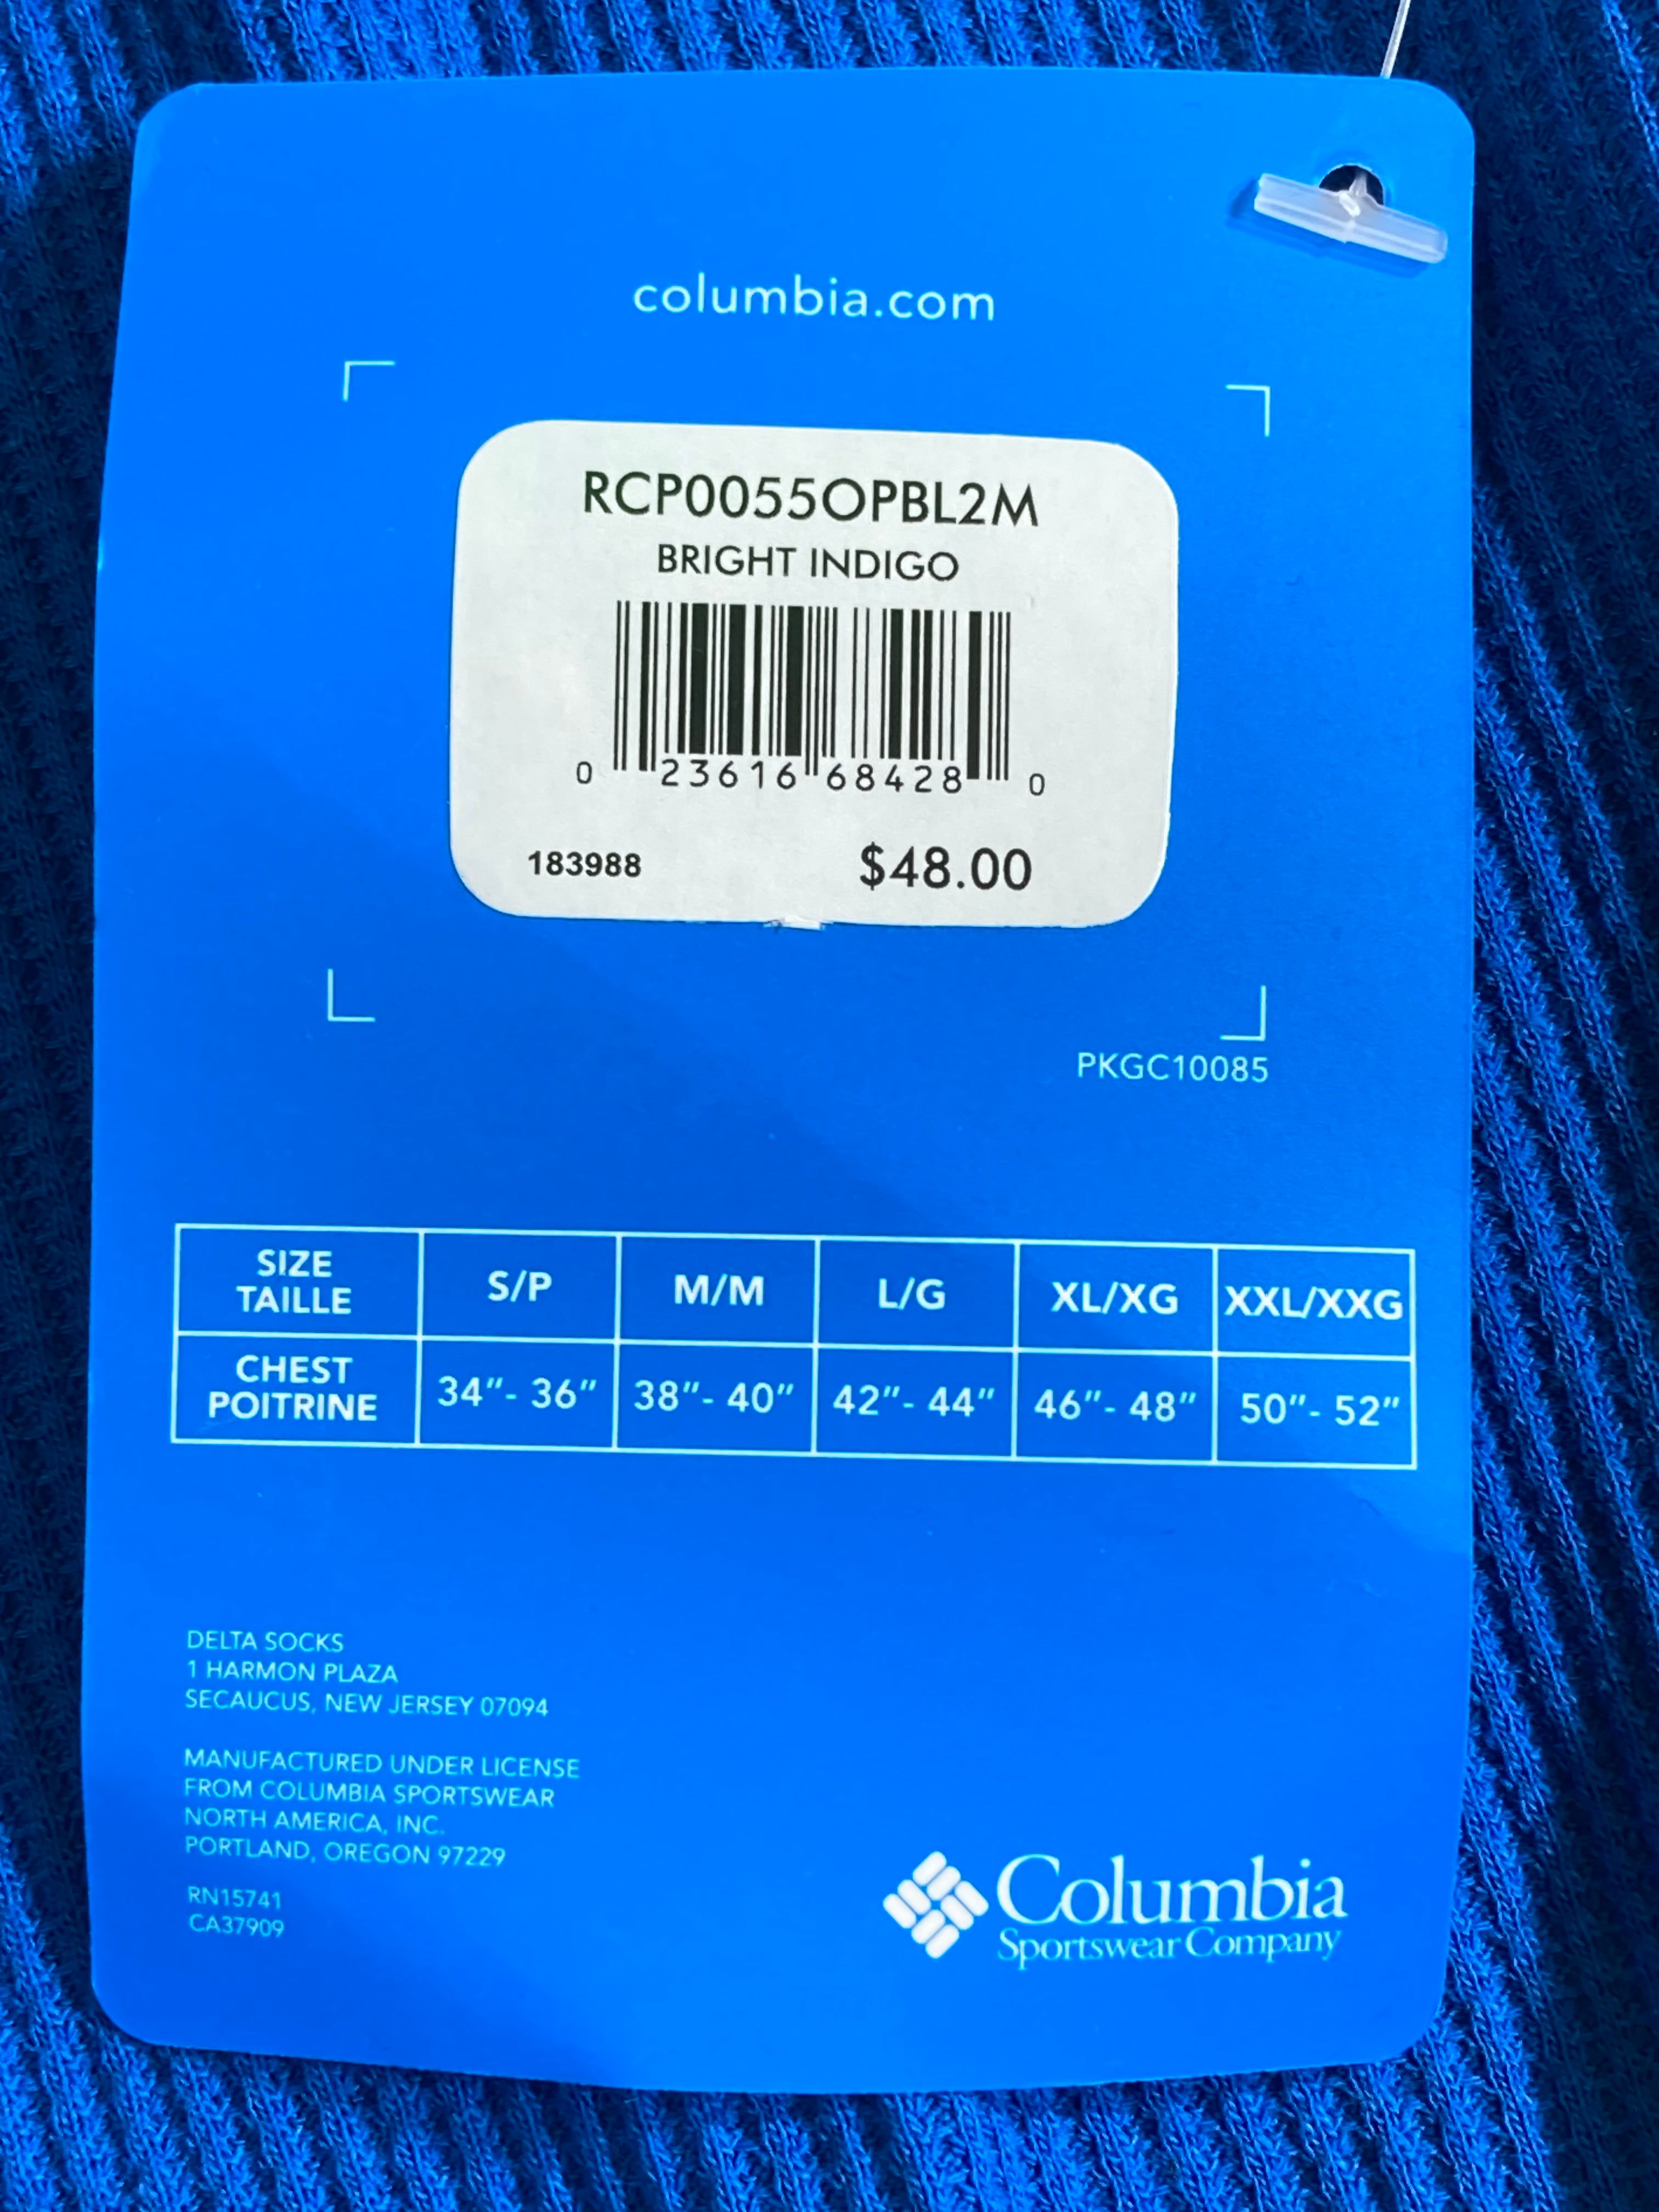 columbia.com
RCP0055OPBL2M
BRIGHT INDIGO
0 23616 68428 0
183988 $48.00
PKGC10085
SIZE TAILLE S/P M/M L/G XL/XG XXL/XXG
CHEST POITRINE 34"- 36" 38"- 40" 42"- 44" 46"- 48" 50"- 52"
DELTA SOCKS
1 HARMON PLAZA
SECAUCUS, NEW JERSEY 07094
MANUFACTURED UNDER LICENSE
FROM COLUMBIA SPORTSWEAR
NORTH AMERICA, INC.
PORTLAND, OREGON 97229
RN15741
CA37909
Columbia
Sportswear Company